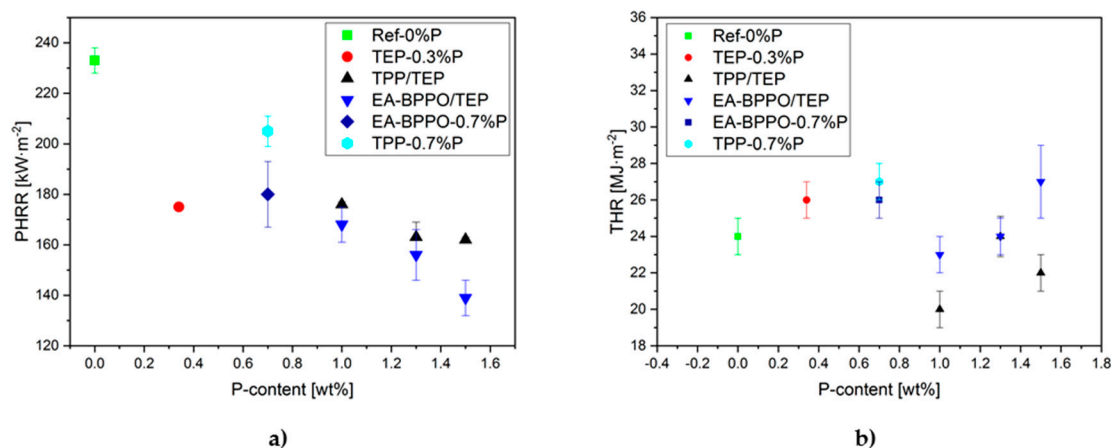 240
220
200
180
160
140
120
PHRR [kW·m⁻²]
Ref-0%P
TEP-0.3%P
TPP/TEP
EA-BPPO/TEP
EA-BPPO-0.7%P
TPP-0.7%P
0.0 0.2 0.4 0.6 0.8 1.0 1.2 1.4 1.6
P-content [wt%]
a)
36
34
32
30
28
26
24
22
20
18
THR [MJ·m⁻²]
Ref-0%P
TEP-0.3%P
TPP/TEP
EA-BPPO/TEP
EA-BPPO-0.7%P
TPP-0.7%P
-0.4 -0.2 0.0 0.2 0.4 0.6 0.8 1.0 1.2 1.4 1.6 1.8
P-content [wt%]
b)